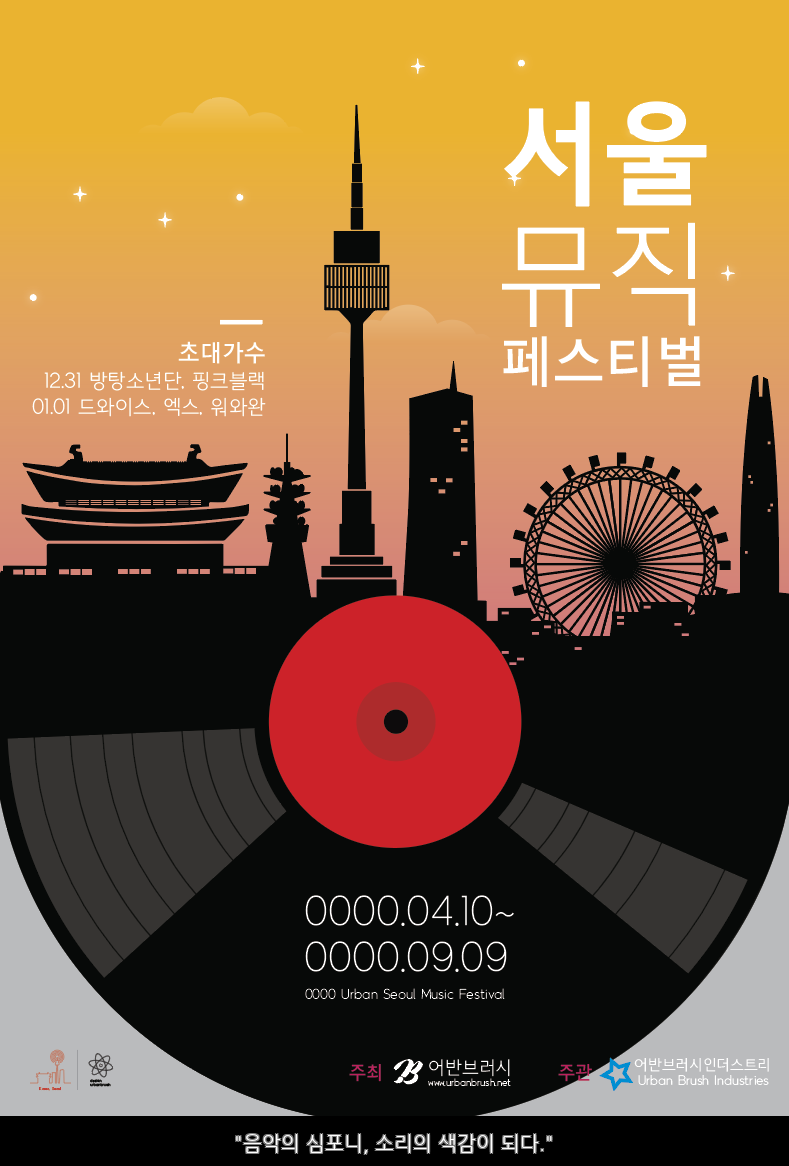 서울
뮤직
페스티벌
초대가수
12.31 방탕소년단, 핑크블랙
01.01 드와이스, 엑스, 워와완
0000.04.10~
0000.09.09
0000 Urban Seoul Music Festival
주최 B 어반브러시
www.urbanbrush.net
주관 어반브러시인더스트리
Urban Brush Industries
"음악의 심포니, 소리의 색감이 되다."